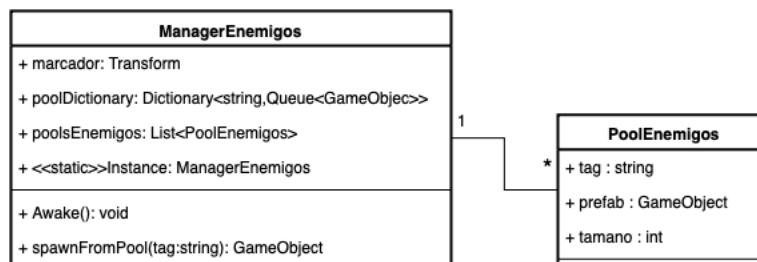 ManagerEnemigos
+ marcador: Transform
+ poolDictionary: Dictionary<string,Queue<GameObjec>>
+ poolsEnemigos: List<PoolEnemigos>
+ <<static>>Instance: ManagerEnemigos
+ Awake(): void
+ spawnFromPool(tag:string): GameObject
1
*
PoolEnemigos
+ tag : string
+ prefab : GameObject
+ tamano : int